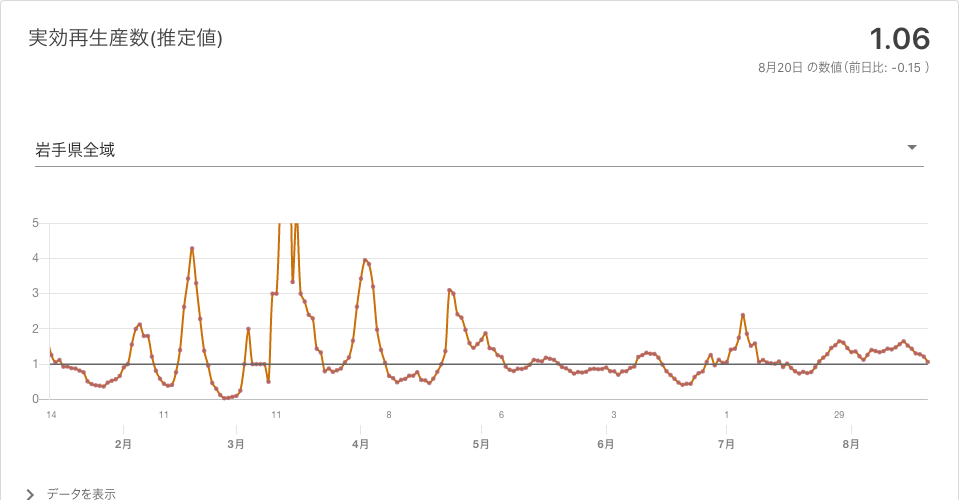 実効再生産数(推定値)
1.06
8月20日 の数値(前日比: -0.15 )
岩手県全域
5
4
3
2
1
0
14 11 11 8 6 3 1 29
2月 3月 4月 5月 6月 7月 8月
データを表示